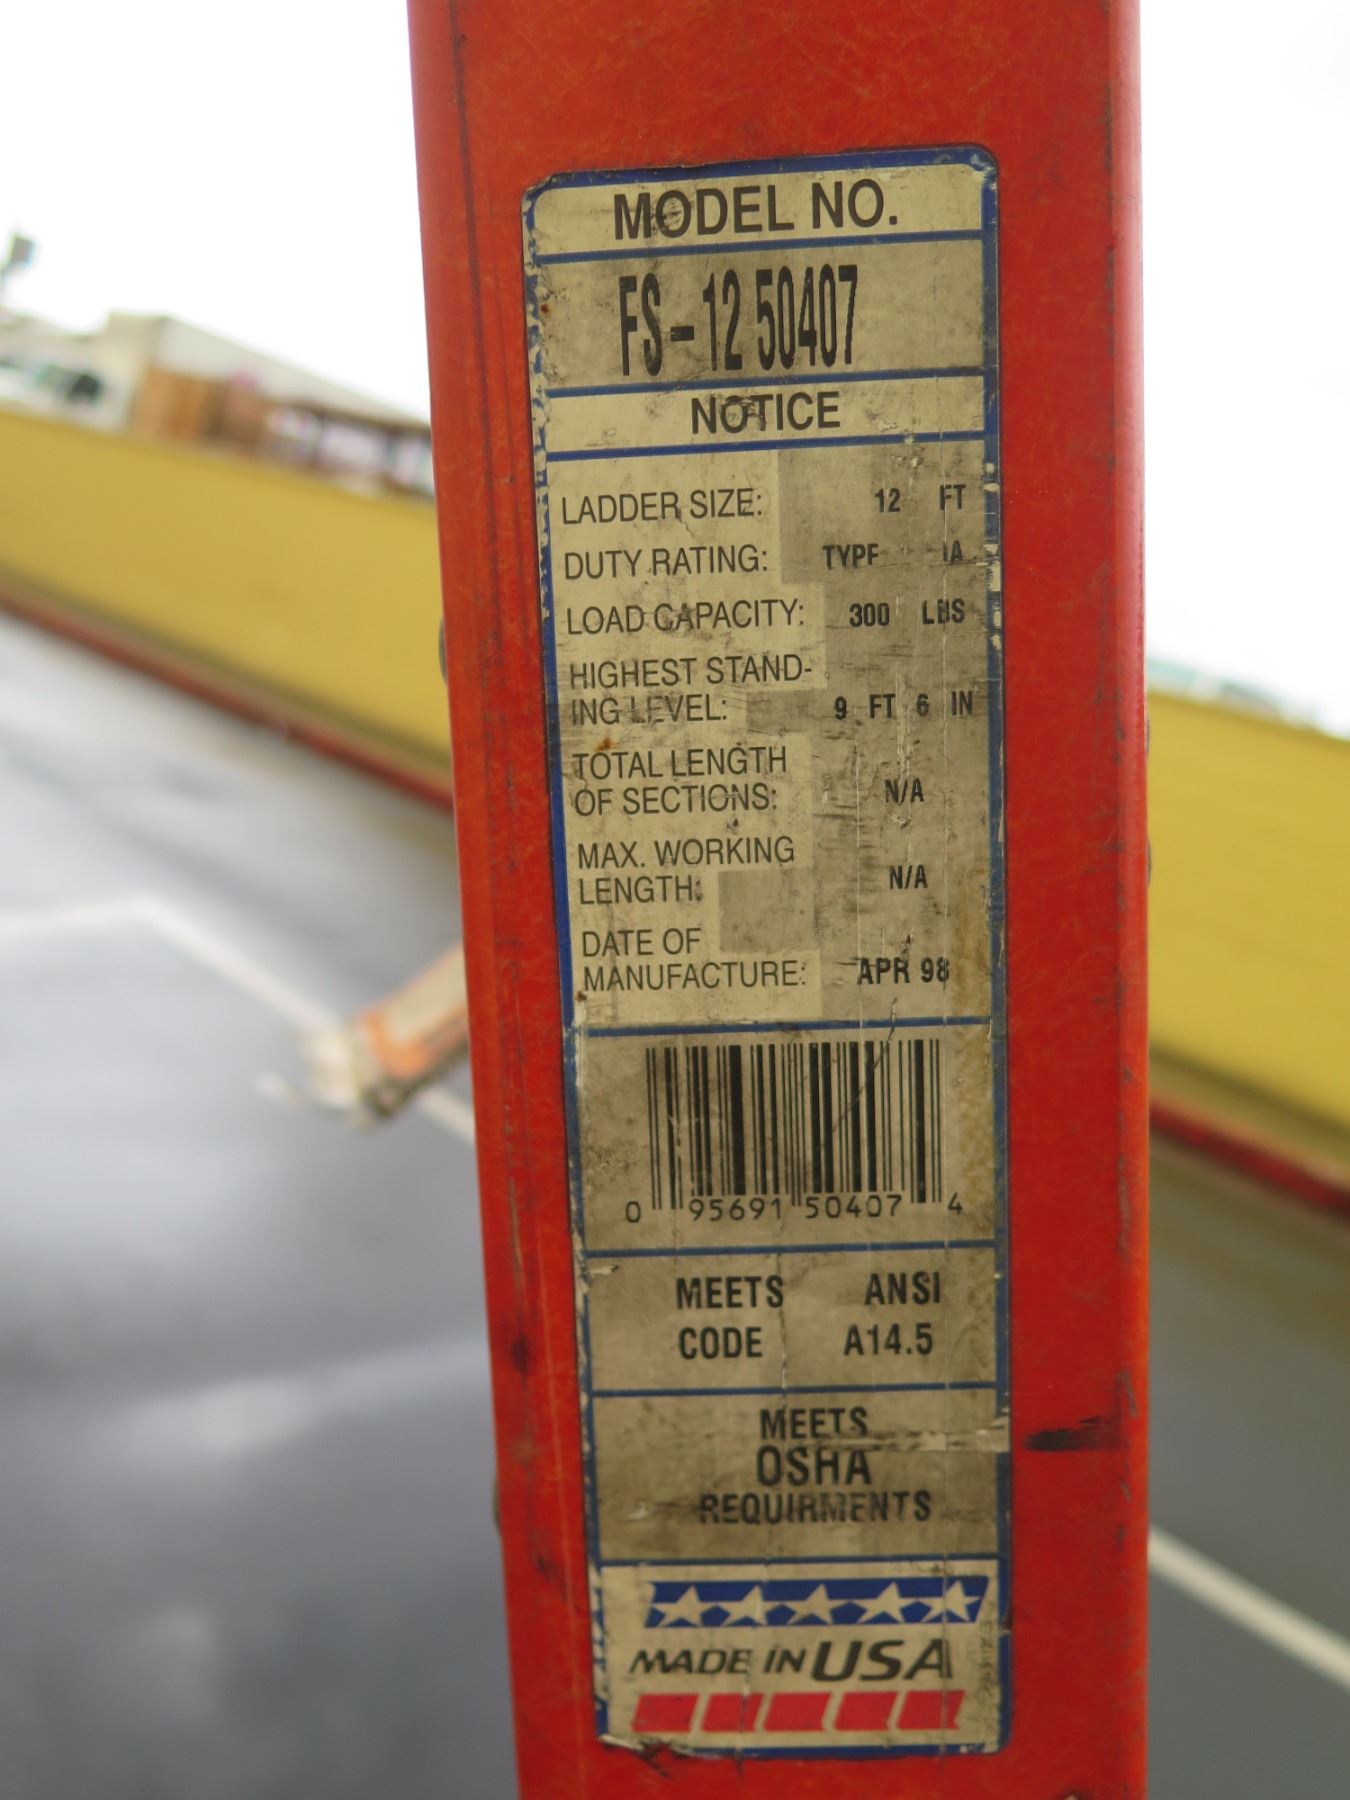 MODEL NO.
FS-12 50407
NOTICE
LADDER SIZE: 12 FT
DUTY RATING: TYPE IA
LOAD CAPACITY: 300 LBS
HIGHEST STAND-
ING LEVEL: 9 FT 6 IN
TOTAL LENGTH
OF SECTIONS: N/A
MAX. WORKING
LENGTH: N/A
DATE OF
MANUFACTURE: APR 98
0 95691 50407 4
MEETS ANSI
CODE A14.5
MEETS
OSHA
REQUIRMENTS
MADE IN USA